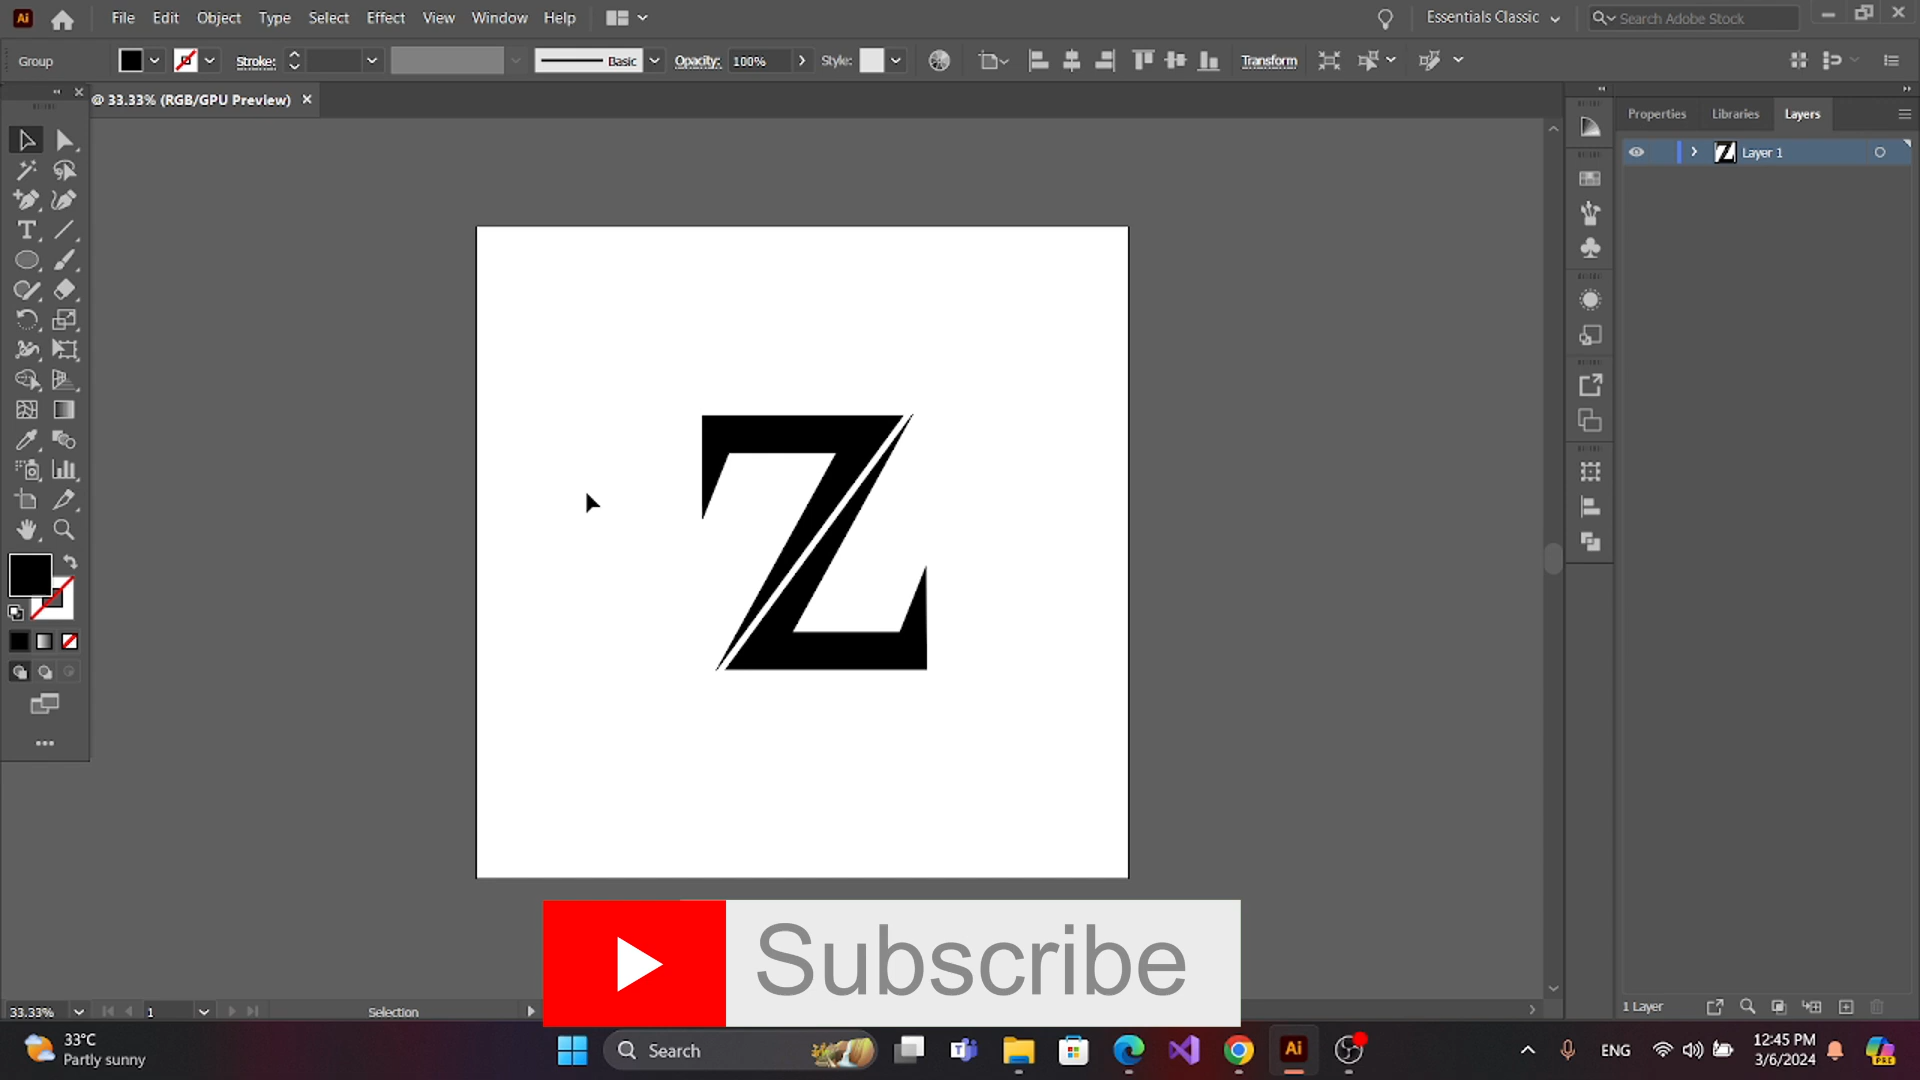 Ai File Edit Object Type Select Effect View Window Help Essentials Classic Search Adobe Stock
Group Stroke: Basic Opacity: 100% Style: Transform
@ 33.33% (RGB/GPU Preview)
Properties Libraries Layers
Layer 1
Z
Subscribe
33.33% 1 Selection 1 Layer
33°C
Partly sunny
Search
Ai
ENG
12:45 PM
3/6/2024
PRE